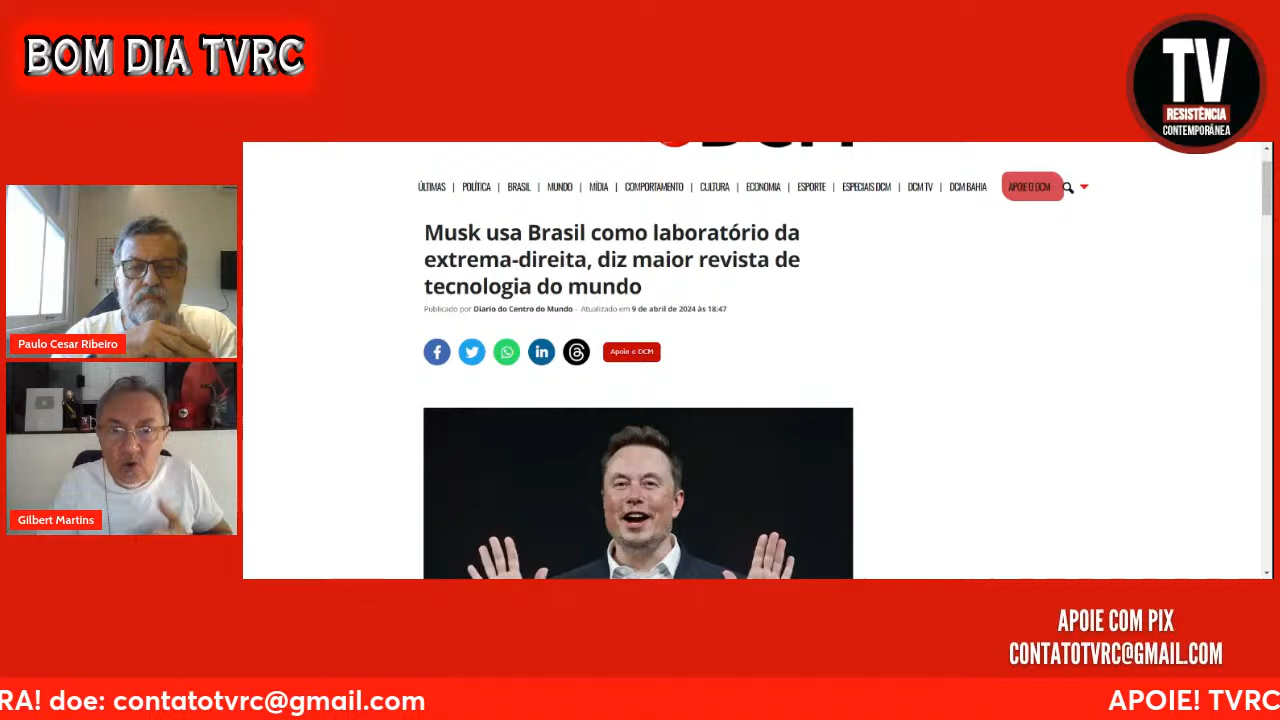 BOM DIA TVRC
TV
RESISTÊNCIA
CONTEMPORÂNEA
ÚLTIMAS | POLÍTICA | BRASIL | MUNDO | MÍDIA | COMPORTAMENTO | CULTURA | ECONOMIA | ESPORTE | ESPECIAIS DCM | DCM TV | DCM BAHIA
APOIE O DCM
Musk usa Brasil como laboratório da
extrema-direita, diz maior revista de
tecnologia do mundo
Publicado por Diario do Centro do Mundo - Atualizado em 9 de abril de 2024 às 18:47
Apoie o DCM
Paulo Cesar Ribeiro
Gilbert Martins
APOIE COM PIX
CONTATOTVRC@GMAIL.COM
RA! doe: contatotvrc@gmail.com
APOIE! TVRC